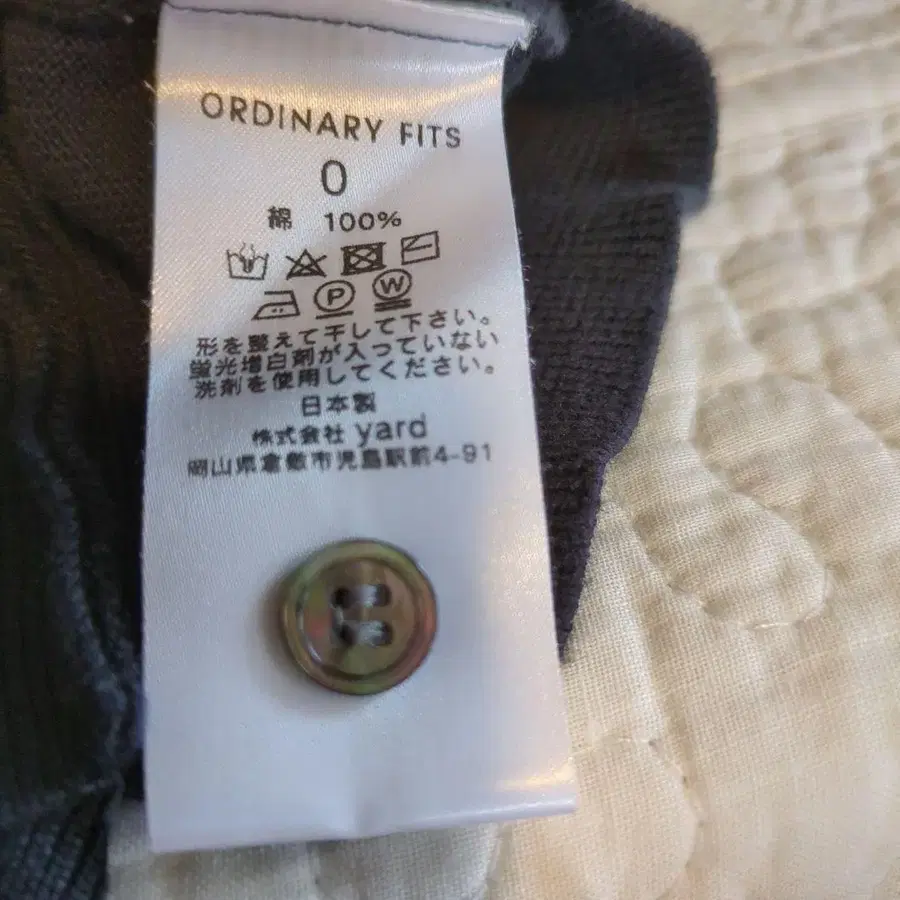 ORDINARY FITS
0
綿 100%
P W
形を整えて干して下さい。
蛍光増白剤が入っていない
洗剤を使用してください。
日本製
株式会社 yard
岡山県倉敷市児島駅前4-91